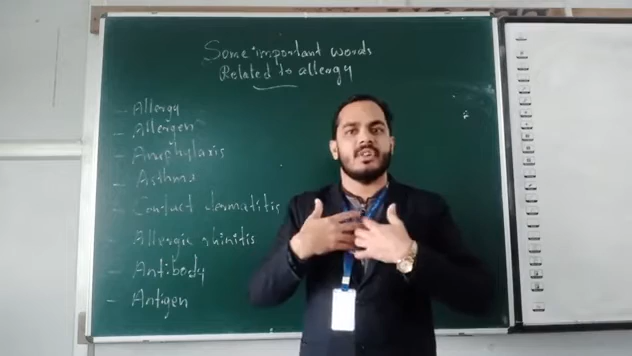 Some important words
Related to allergy
- Allergy
- Allergen
- Anaphylaxis
- Asthma
- Contact dermatitis
- Allergic rhinitis
- Antibody
- Antigen